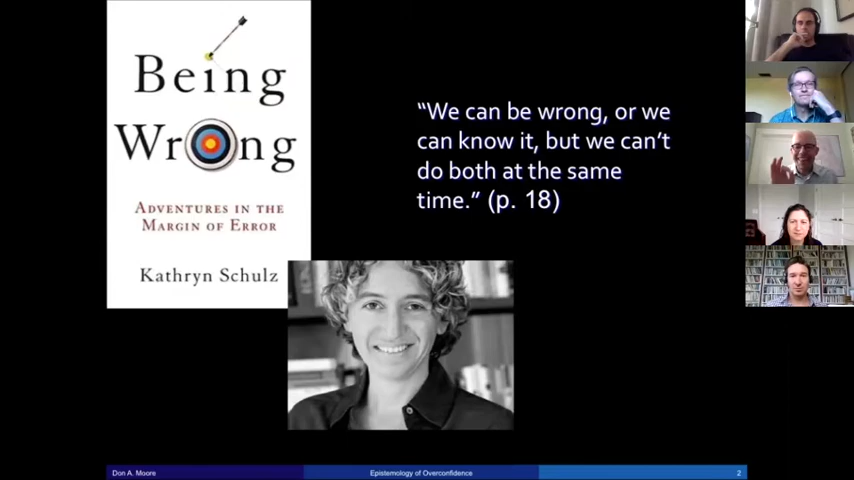 Being
Wrong
ADVENTURES IN THE
MARGIN OF ERROR
Kathryn Schulz
“We can be wrong, or we
can know it, but we can’t
do both at the same
time.” (p. 18)
Don A. Moore
Epistemology of Overconfidence
2